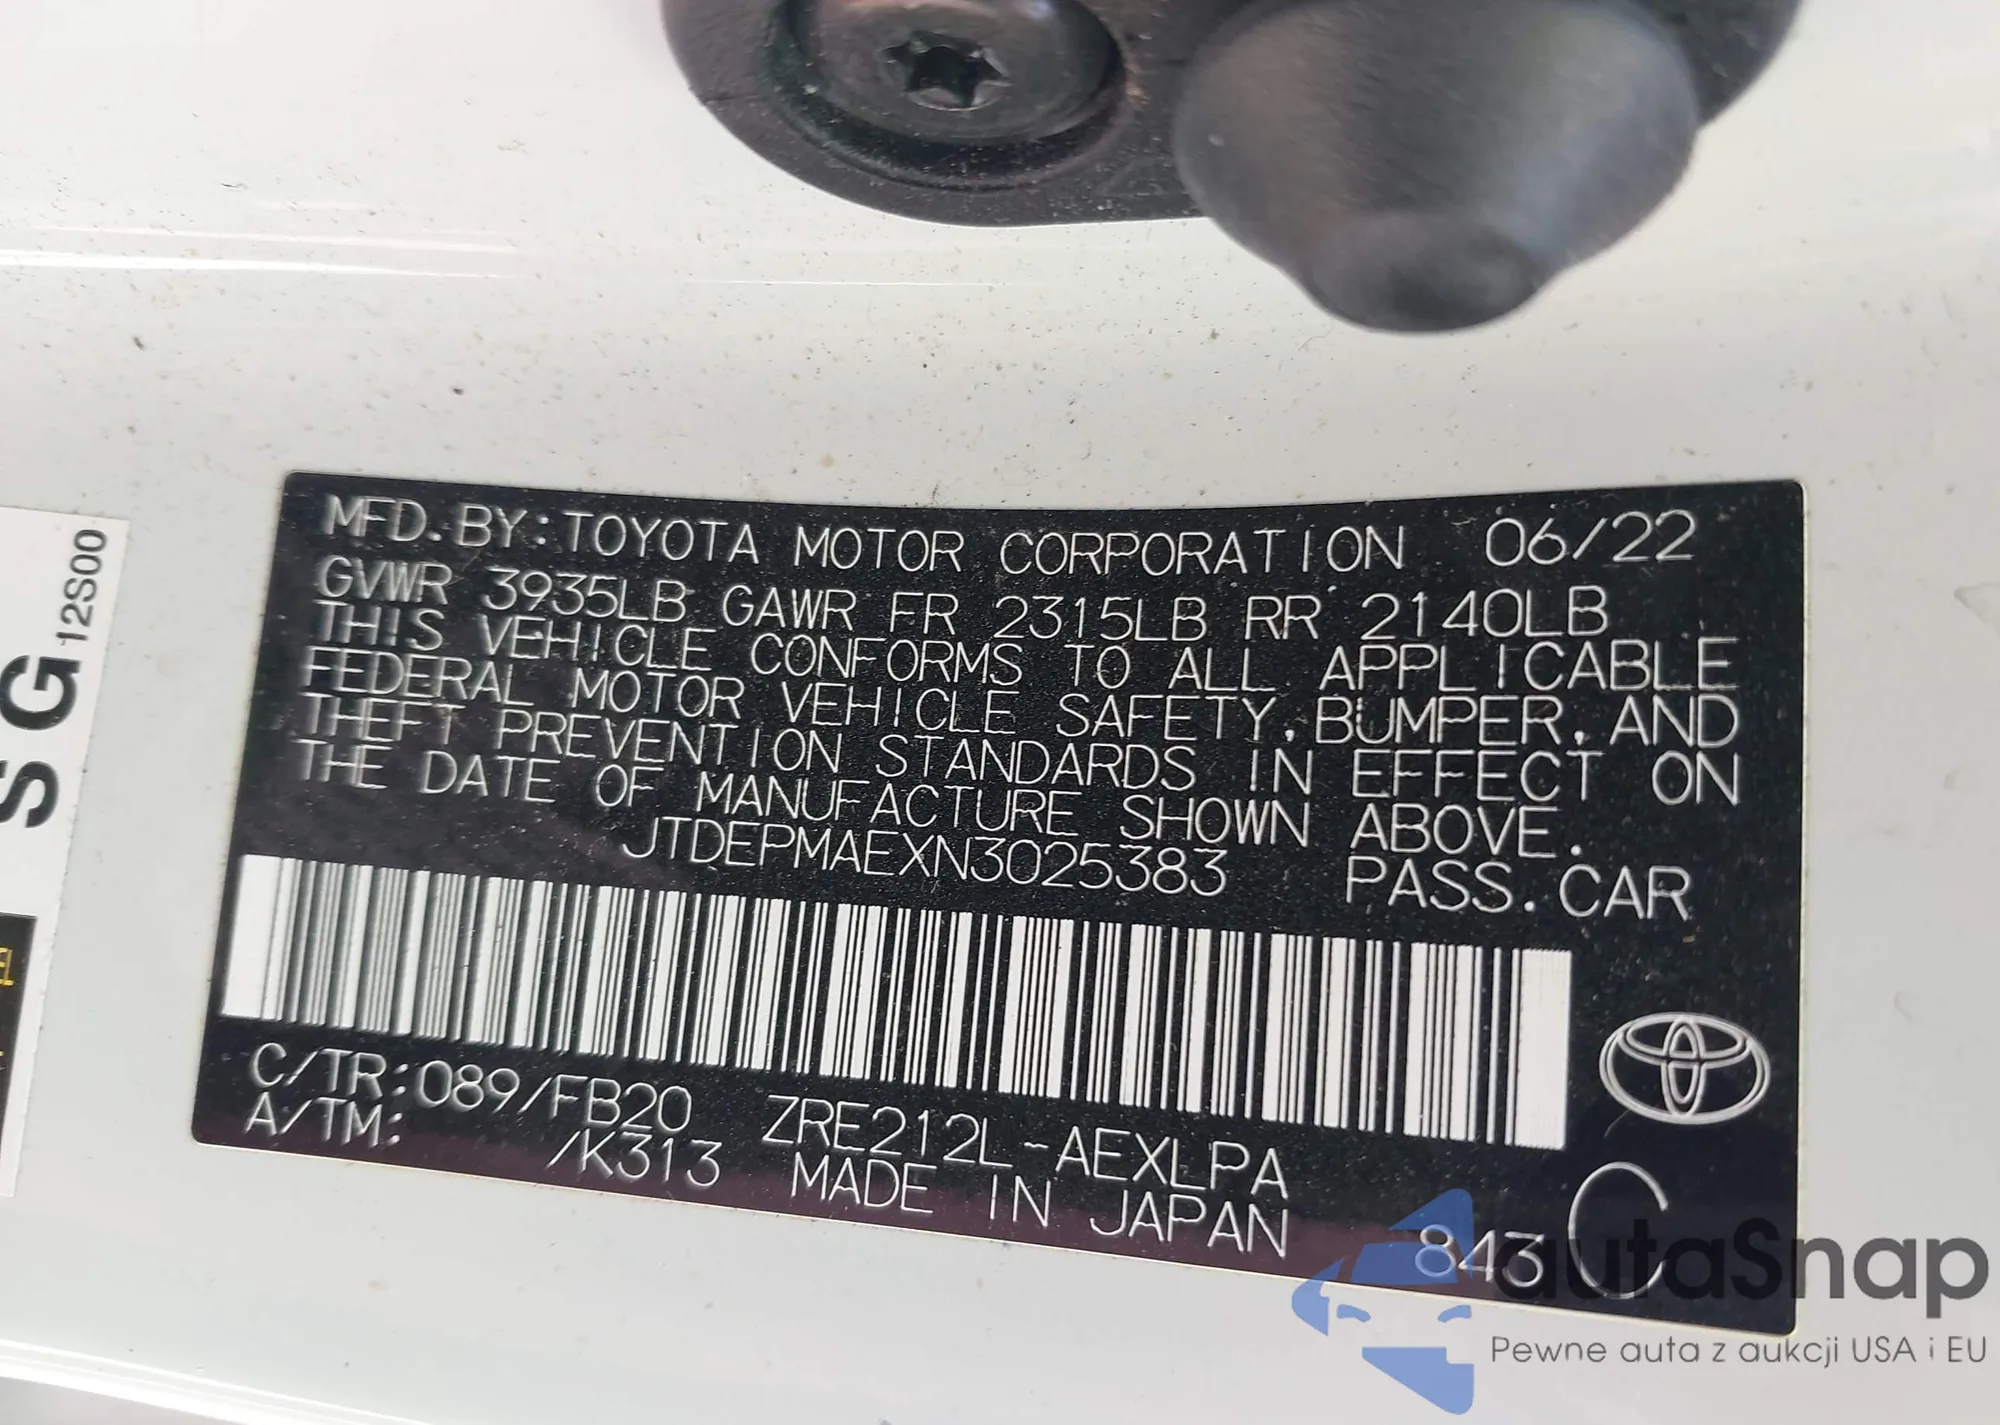 MFD. BY: TOYOTA MOTOR CORPORATION 06/22
GVWR 3935LB GAWR FR 2315LB RR 2140LB
THIS VEHICLE CONFORMS TO ALL APPLICABLE
FEDERAL MOTOR VEHICLE SAFETY, BUMPER, AND
THEFT PREVENTION STANDARDS IN EFFECT ON
THE DATE OF MANUFACTURE SHOWN ABOVE.
JTDEPMAEXN3025383 PASS. CAR
C/TR:089/FB20 ZRE212L-AEXLPA
A/TM: /K313 MADE IN JAPAN
843 C
SG12S00
EL
autaSnap
Pewne auta z aukcji USA i EU